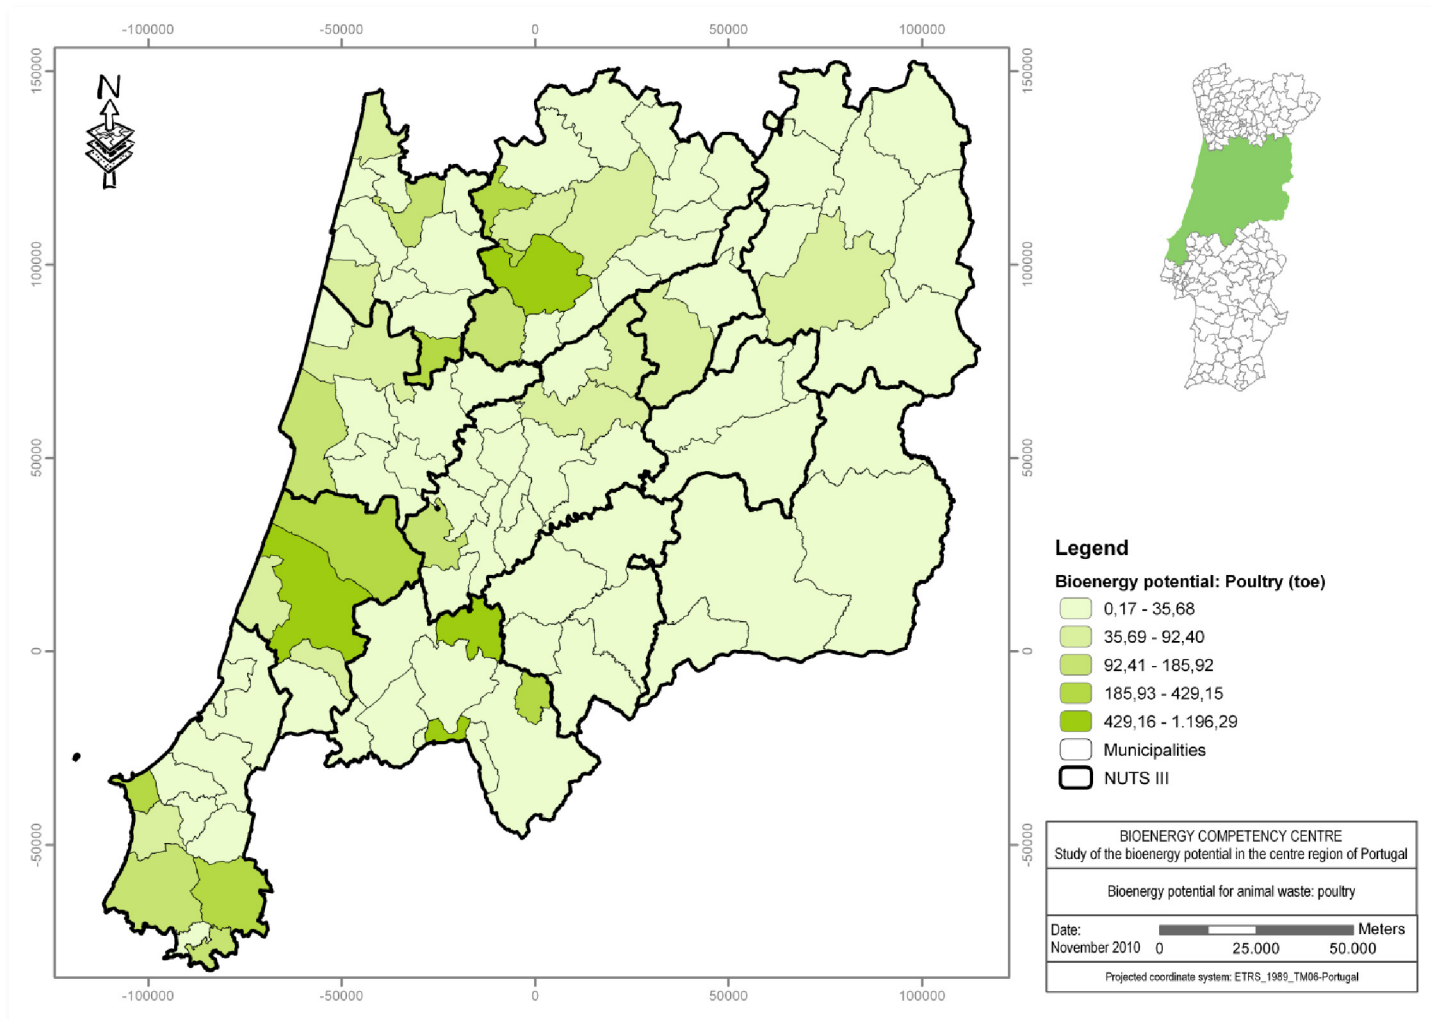 -100000 -50000 0 50000 100000
150000
100000
50000
0
-50000
150000
100000
50000
0
-50000
N
-100000 -50000 0 50000 100000
Legend
Bioenergy potential: Poultry (toe)
0,17 - 35,68
35,69 - 92,40
92,41 - 185,92
185,93 - 429,15
429,16 - 1.196,29
Municipalities
NUTS III
BIOENERGY COMPETENCY CENTRE
Study of the bioenergy potential in the centre region of Portugal
Bioenergy potential for animal waste: poultry
Date:
November 2010
Meters
0 25.000 50.000
Projected coordinate system: ETRS_1989_TM06-Portugal